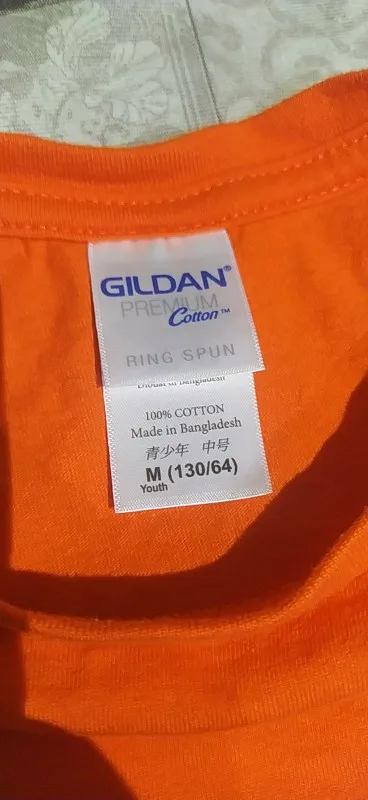 GILDAN®
PREMIUM
Cotton™
RING SPUN
100% COTTON
Made in Bangladesh
青少年 中号
M (130/64)
Youth